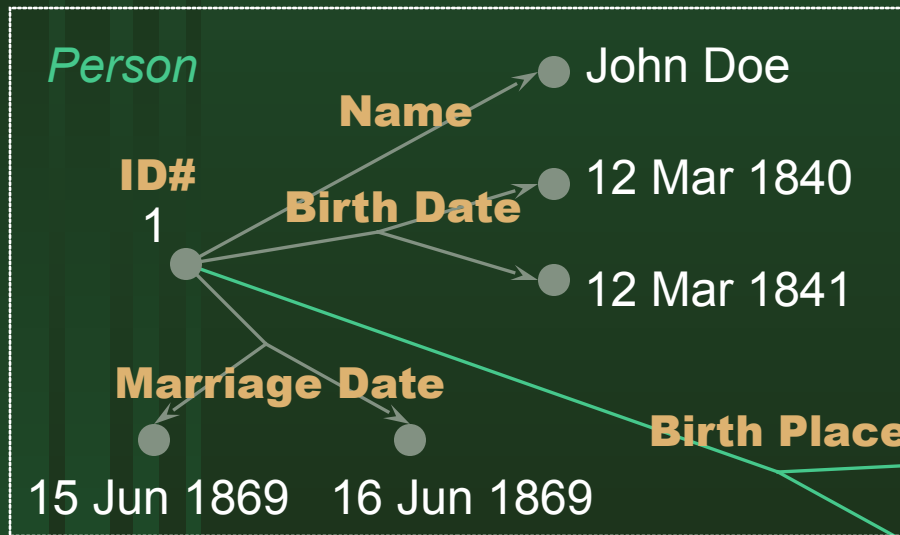 Person
John Doe
Name
ID#
1
12 Mar 1840
Birth Date
12 Mar 1841
Marriage Date
Birth Place
15 Jun 1869
16 Jun 1869